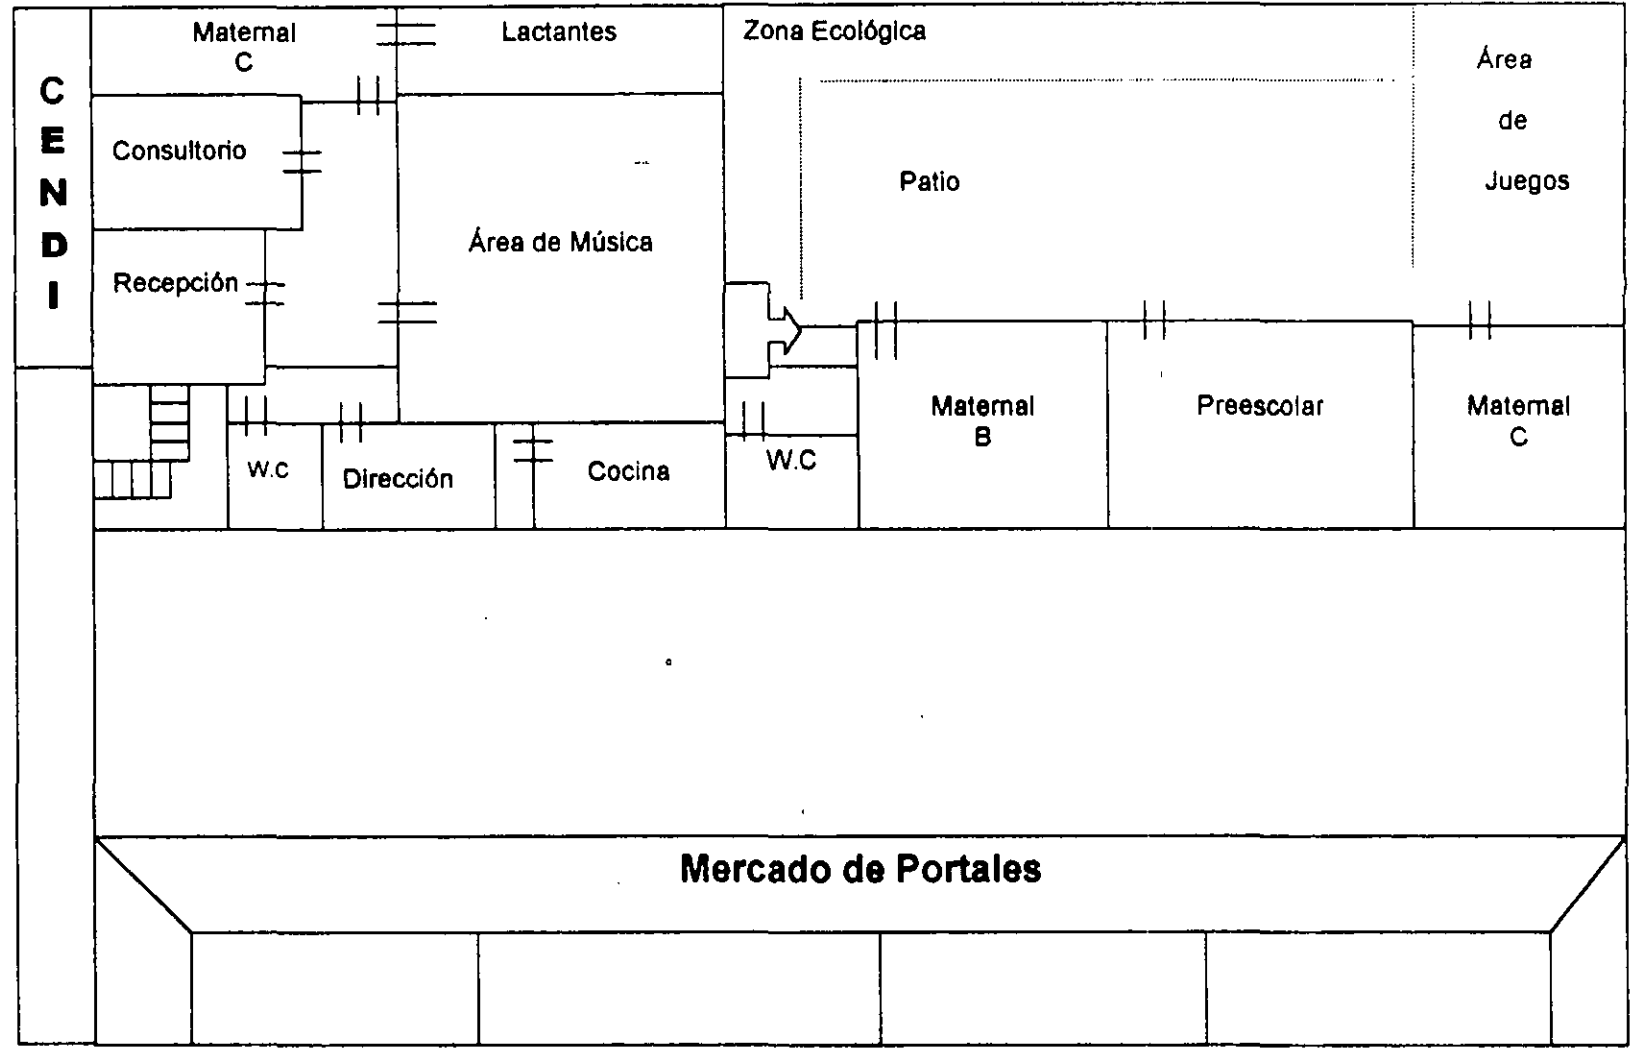 C
E
N
D
I
Maternal
C
Lactantes
Zona Ecológica
Área
de
Juegos
Consultorio
Patio
Área de Música
Recepción
Maternal
B
Preescolar
Maternal
C
W.C
Dirección
Cocina
W.C
Mercado de Portales